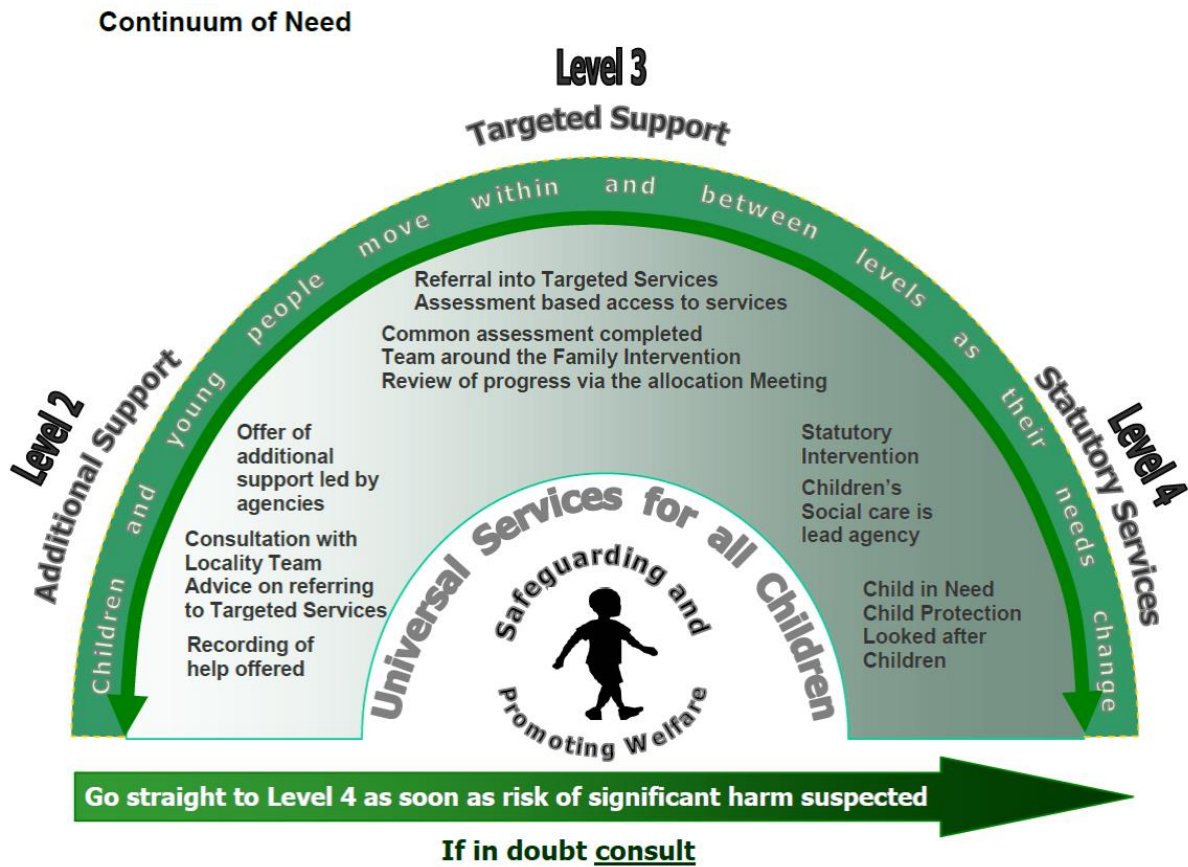 Continuum of Need
Level 3
Targeted Support
Level 2
Additional Support
Level 4
Statutory Services
Children and young people move within and between levels as their needs change
Referral into Targeted Services
Assessment based access to services
Common assessment completed
Team around the Family Intervention
Review of progress via the allocation Meeting
Offer of
additional
support led by
agencies
Consultation with
Locality Team
Advice on referring
to Targeted Services
Recording of
help offered
Statutory
Intervention
Children's
Social care is
lead agency
Child in Need
Child Protection
Looked after
Children
Universal Services for all Children
Safeguarding and
Promoting Welfare
Go straight to Level 4 as soon as risk of significant harm suspected
If in doubt consult